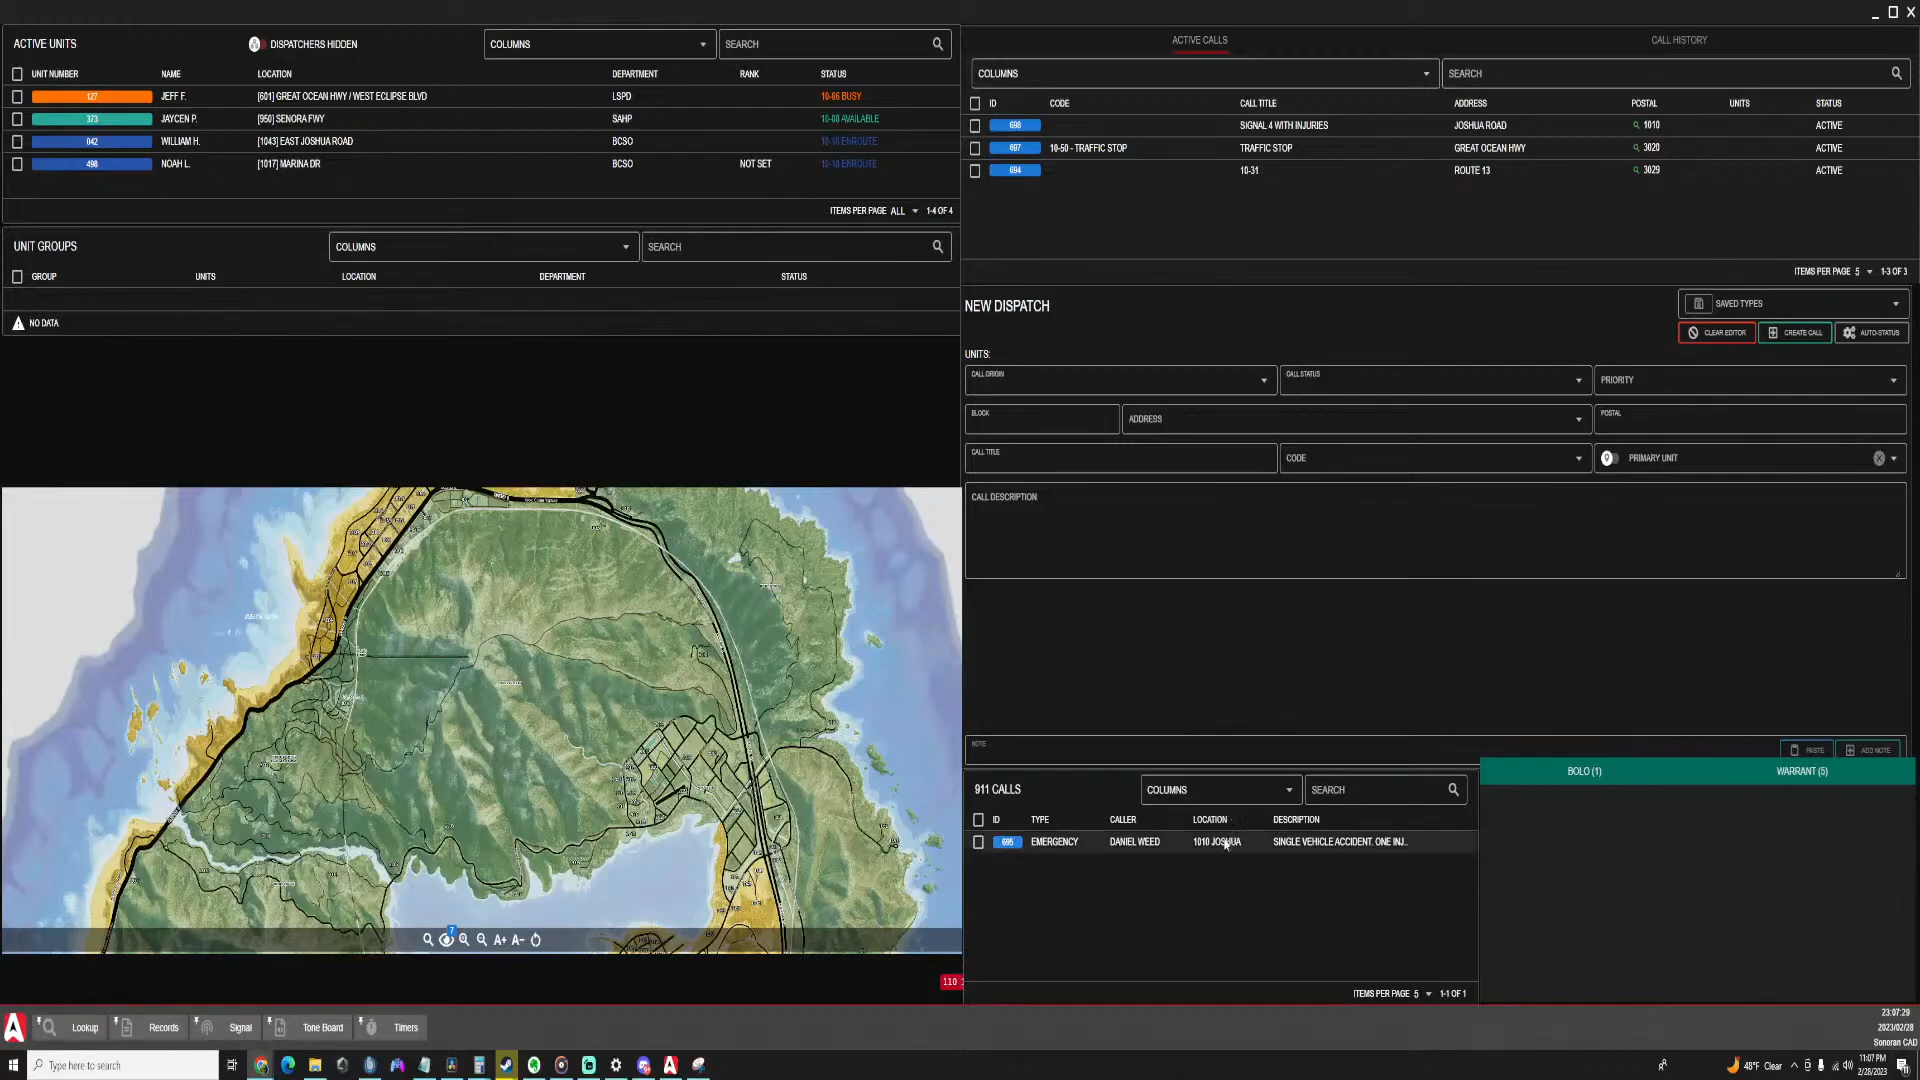 ACTIVE UNITS
DISPATCHERS HIDDEN
COLUMNS
SEARCH
UNIT NUMBER NAME LOCATION DEPARTMENT RANK STATUS
127 JEFF F. [601] GREAT OCEAN HWY / WEST ECLIPSE BLVD LSPD 10-06 BUSY
373 JAYCEN P. [950] SENORA FWY SAHP 10-08 AVAILABLE
042 WILLIAM H. [1043] EAST JOSHUA ROAD BCSO 10-18 ENROUTE
498 NOAH L. [1017] MARINA DR BCSO NOT SET 10-18 ENROUTE
ITEMS PER PAGE ALL 1-4 OF 4
UNIT GROUPS
COLUMNS
SEARCH
GROUP UNITS LOCATION DEPARTMENT STATUS
NO DATA
ACTIVE CALLS
CALL HISTORY
COLUMNS
SEARCH
ID CODE CALL TITLE ADDRESS POSTAL UNITS STATUS
698 SIGNAL 4 WITH INJURIES JOSHUA ROAD 1010 ACTIVE
697 10-50 - TRAFFIC STOP TRAFFIC STOP GREAT OCEAN HWY 3020 ACTIVE
694 10-31 ROUTE 13 3029 ACTIVE
ITEMS PER PAGE 5 1-3 OF 3
NEW DISPATCH
SAVED TYPES
CLEAR EDITOR
CREATE CALL
AUTO-STATUS
UNITS:
CALL ORIGIN
CALL STATUS
PRIORITY
BLOCK
ADDRESS
POSTAL
CALL TITLE
CODE
PRIMARY UNIT
CALL DESCRIPTION
NOTE
PASTE
ADD NOTE
911 CALLS
COLUMNS
SEARCH
ID TYPE CALLER LOCATION DESCRIPTION
695 EMERGENCY DANIEL WEED 1010 JOSHUA SINGLE VEHICLE ACCIDENT. ONE INJ..
ITEMS PER PAGE 5 1-1 OF 1
BOLO (1)
WARRANT (5)
7
A+ A-
110
Lookup
Records
Signal
Tone Board
Timers
23:07:29
2023/02/28
Sonoran CAD
Type here to search
48°F Clear
11:07 PM
2/28/2023